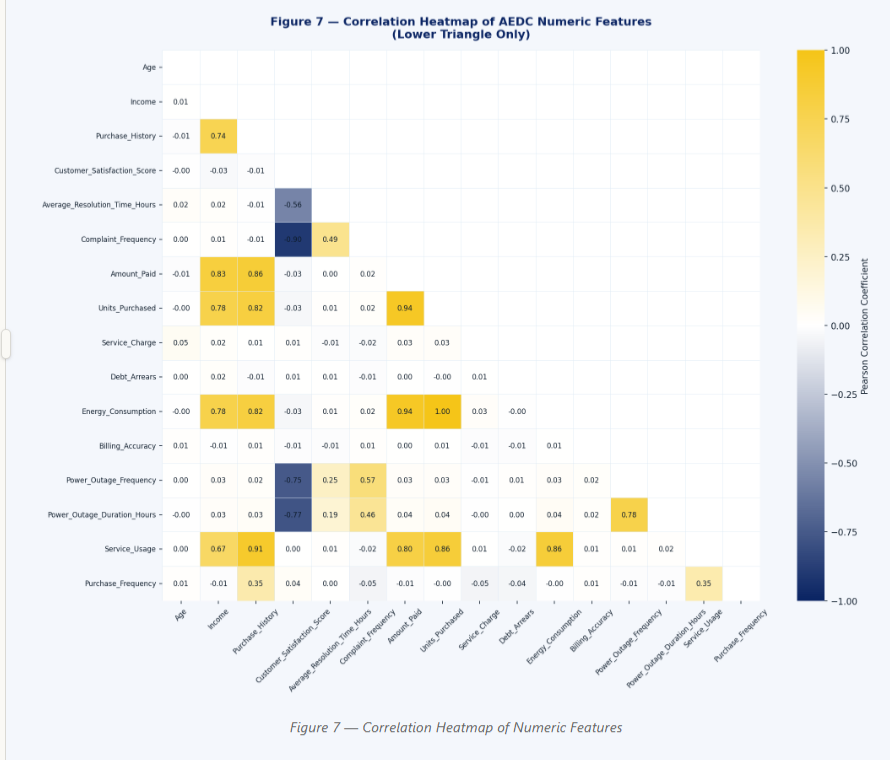 Figure 7 — Correlation Heatmap of AEDC Numeric Features
(Lower Triangle Only)
Age
Income 0.01
Purchase_History -0.01 0.74
Customer_Satisfaction_Score -0.00 -0.03 -0.01
Average_Resolution_Time_Hours 0.02 0.02 -0.01 -0.56
Complaint_Frequency 0.00 0.01 -0.01 0.49
Amount_Paid -0.01 0.83 0.86 -0.03 0.00 0.02
Units_Purchased -0.00 0.78 0.82 -0.03 0.01 0.02 0.94
Service_Charge 0.05 0.02 0.01 0.01 -0.01 -0.02 0.03 0.03
Debt_Arrears 0.00 0.02 -0.01 0.01 0.01 -0.01 0.00 -0.00 0.01
Energy_Consumption -0.00 0.78 0.82 -0.03 0.01 0.02 0.94 1.00 0.03 -0.00
Billing_Accuracy 0.01 -0.01 0.01 -0.01 -0.01 0.01 0.00 0.01 -0.01 -0.01 0.01
Power_Outage_Frequency 0.00 0.03 0.02 -0.75 0.25 0.57 0.03 0.03 -0.01 0.01 0.03 0.02
Power_Outage_Duration_Hours -0.00 0.03 0.03 -0.77 0.19 0.46 0.04 0.04 -0.00 0.00 0.04 0.02 0.78
Service_Usage 0.00 0.67 0.91 0.00 0.01 -0.02 0.80 0.86 0.01 -0.02 0.86 0.01 0.01 0.02
Purchase_Frequency 0.01 -0.01 0.35 0.04 0.00 -0.05 -0.01 -0.00 -0.05 -0.04 -0.00 0.01 -0.01 -0.01 0.35
Age
Income
Purchase_History
Customer_Satisfaction_Score
Average_Resolution_Time_Hours
Complaint_Frequency
Amount_Paid
Units_Purchased
Service_Charge
Debt_Arrears
Energy_Consumption
Billing_Accuracy
Power_Outage_Frequency
Power_Outage_Duration_Hours
Service_Usage
Purchase_Frequency
1.00
0.75
0.50
0.25
0.00
−0.25
−0.50
−0.75
−1.00
Pearson Correlation Coefficient
Figure 7 — Correlation Heatmap of Numeric Features